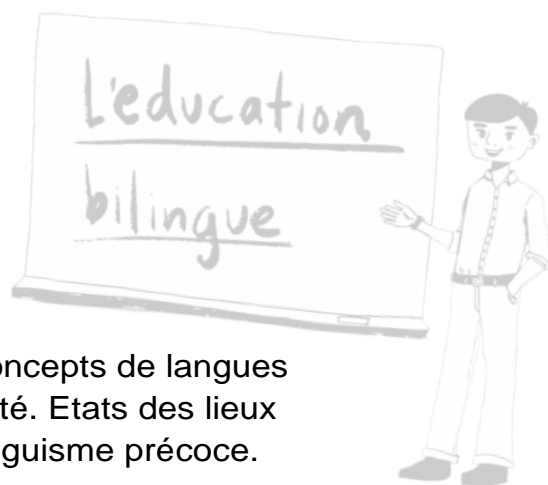 L'education
bilingue
oncepts de langues
té. Etats des lieux
guisme précoce.